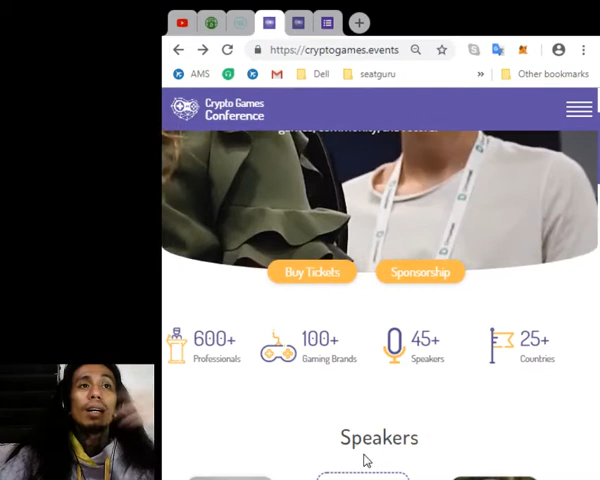 https://cryptogames.events
AMS
Dell
seatguru
»
Other bookmarks
Crypto Games
Conference
Buy Tickets
Sponsorship
600+
Professionals
100+
Gaming Brands
45+
Speakers
25+
Countries
Speakers